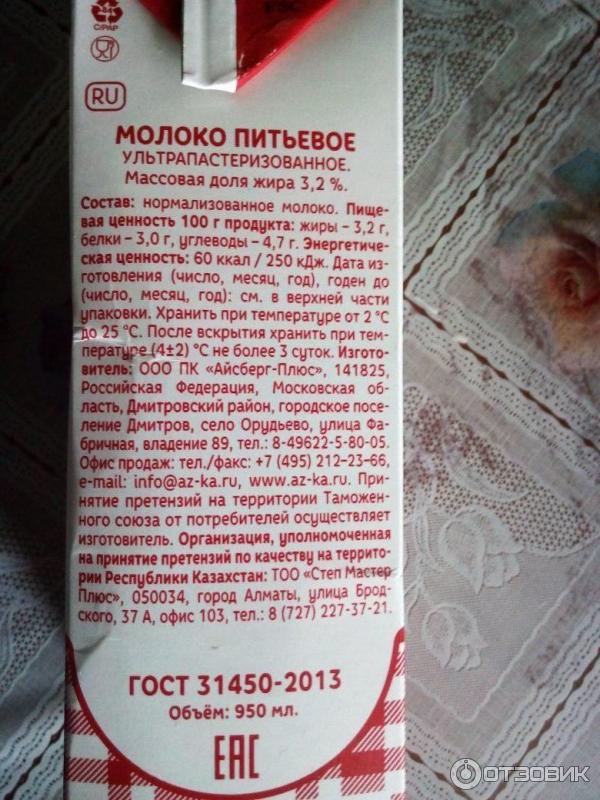 84
C/PAP
RU
МОЛОКО ПИТЬЕВОЕ
УЛЬТРАПАСТЕРИЗОВАННОЕ.
Массовая доля жира 3,2 %.
Состав: нормализованное молоко. Пище-
вая ценность 100 г продукта: жиры – 3,2 г,
белки – 3,0 г, углеводы – 4,7 г. Энергетиче-
ская ценность: 60 ккал / 250 кДж. Дата из-
готовления (число, месяц, год), годен до
(число, месяц, год): см. в верхней части
упаковки. Хранить при температуре от 2 °С
до 25 °С. После вскрытия хранить при тем-
пературе (4±2) °С не более 3 суток. Изгото-
витель: ООО ПК «Айсберг-Плюс», 141825,
Российская Федерация, Московская об-
ласть, Дмитровский район, городское посе-
ление Дмитров, село Орудьево, улица Фа-
бричная, владение 89, тел.: 8-49622-5-80-05.
Офис продаж: тел./факс: +7 (495) 212–23–66,
e-mail: info@az-ka.ru, www.az-ka.ru. При-
нятие претензий на территории Таможен-
ного союза от потребителей осуществляет
изготовитель. Организация, уполномоченная
на принятие претензий по качеству на террито-
рии Республики Казахстан: ТОО «Степ Мастер
Плюс», 050034, город Алматы, улица Брод-
ского, 37 А, офис 103, тел.: 8 (727) 227-37-21.
ГОСТ 31450-2013
Объём: 950 мл.
ЕАС
ОТЗОВИК